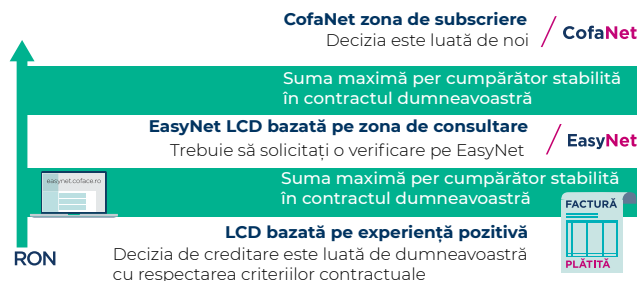 CofaNet zona de subscriere
Decizia este luată de noi
CofaNet
Suma maximă per cumpărător stabilită
în contractul dumneavoastră
EasyNet LCD bazată pe zona de consultare
Trebuie să solicitați o verificare pe EasyNet
EasyNet
easynet.coface.ro
Suma maximă per cumpărător stabilită
în contractul dumneavoastră
FACTURĂ
PLĂTITĂ
LCD bazată pe experiență pozitivă
RON
Decizia de creditare este luată de dumneavoastră
cu respectarea criteriilor contractuale